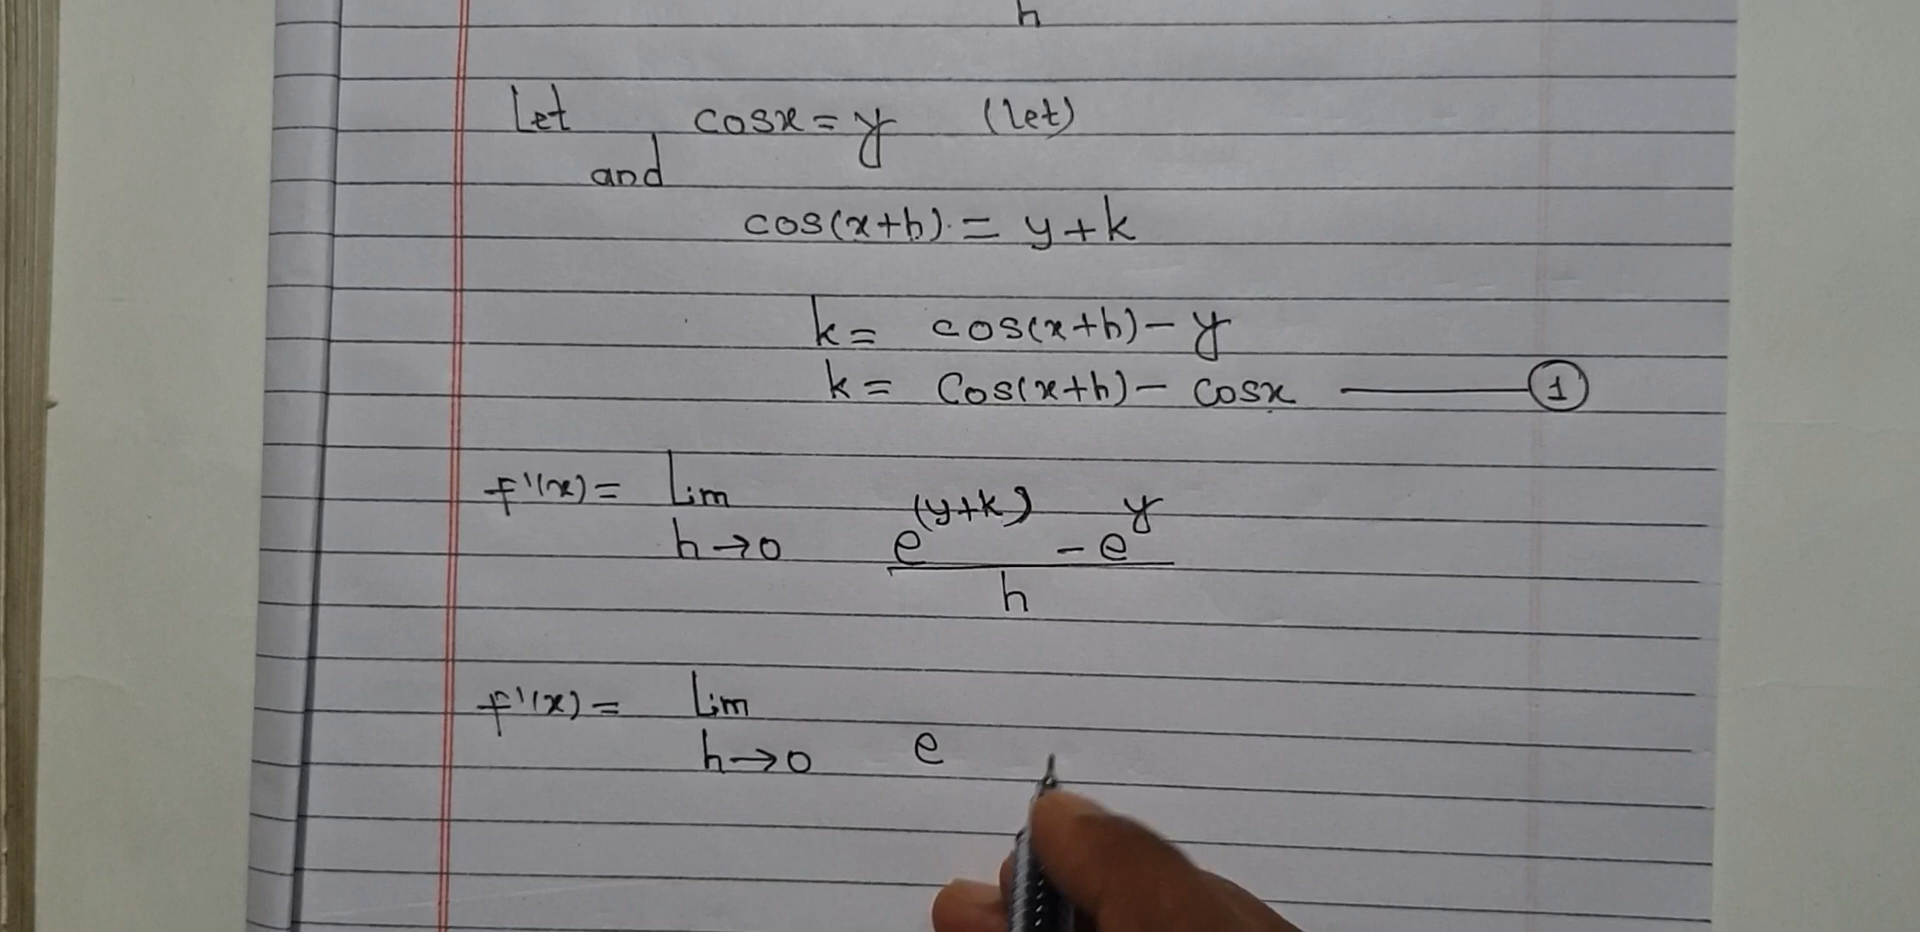 h
Let cosx = y (let)
and
cos(x+h) = y+k
k = cos(x+h) - y
k = Cos(x+h) - cosx ——— ①
f'(x) = Lim
h→0 e^(y+k) - e^y
h
f'(x) = Lim
h→0 e